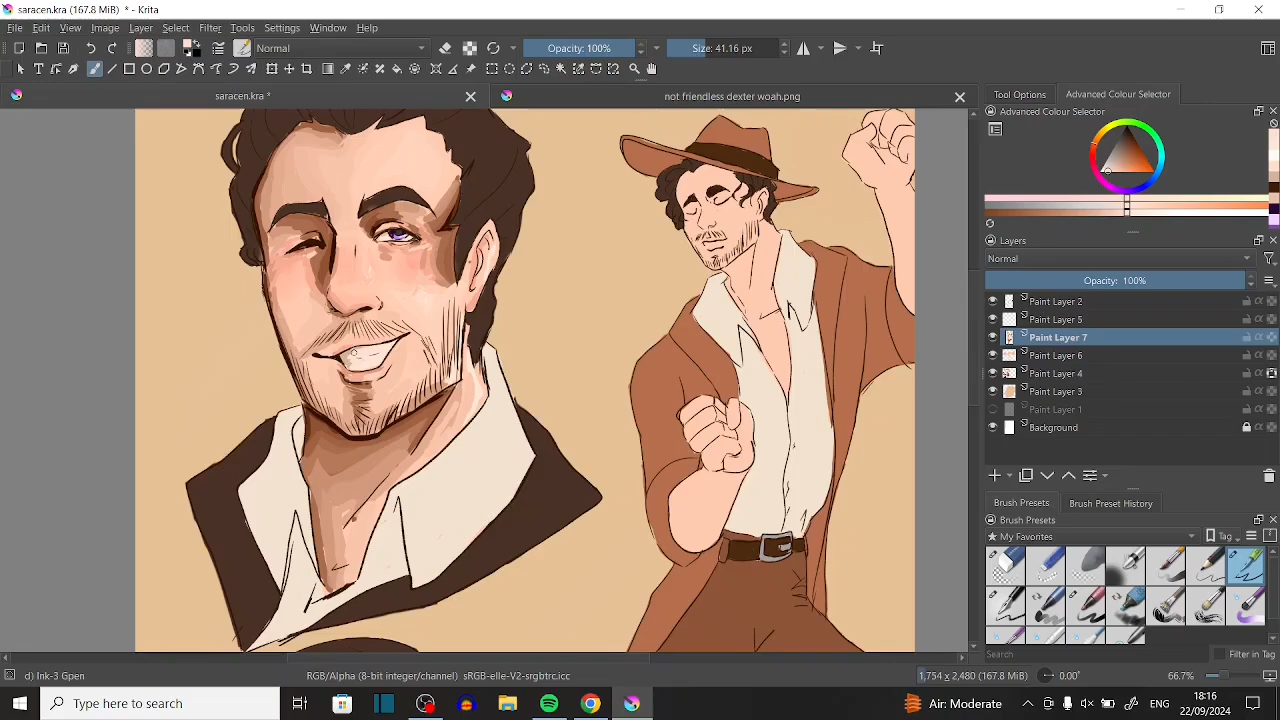 saracen.kra (167.8 MiB) * - Krita
File Edit View Image Layer Select Filter Tools Settings Window Help
Normal Opacity: 100% Size: 41.16 px
saracen.kra * not friendless dexter woah.png
Tool Options Advanced Colour Selector
Advanced Colour Selector
Layers
Normal
Opacity: 100%
Paint Layer 2
Paint Layer 5
Paint Layer 7
Paint Layer 6
Paint Layer 4
Paint Layer 3
Paint Layer 1
Background
Brush Presets Brush Preset History
Brush Presets
My Favorites Tag
Search Filter in Tag
d) Ink-3 Gpen RGB/Alpha (8-bit integer/channel) sRGB-elle-V2-srgbtrc.icc 1,754 x 2,480 (167.8 MiB) 0.00° 66.7%
Type here to search Air: Moderate ENG 18:16
22/09/2024